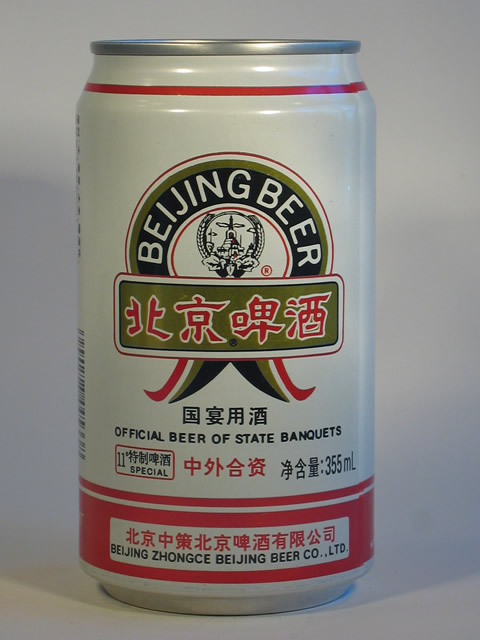 BEIJING BEER
®
北京啤酒
®
国宴用酒
OFFICIAL BEER OF STATE BANQUETS
11°特制啤酒
SPECIAL
中外合资
净含量:355mL
北京中策北京啤酒有限公司
BEIJING ZHONGCE BEIJING BEER CO.,LTD.